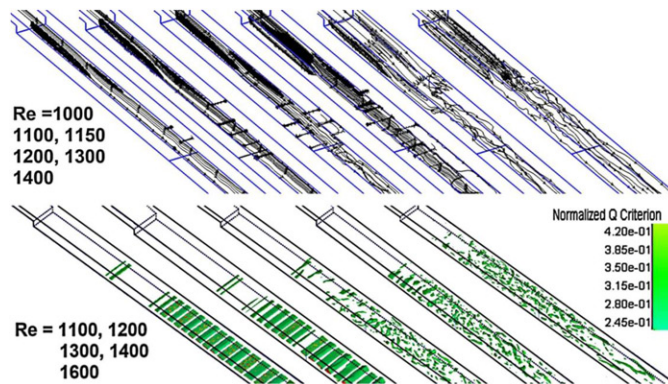 Re =1000
1100, 1150
1200, 1300
1400
Normalized Q Criterion
4.20e-01
3.85e-01
3.50e-01
3.15e-01
2.80e-01
2.45e-01
Re = 1100, 1200
1300, 1400
1600